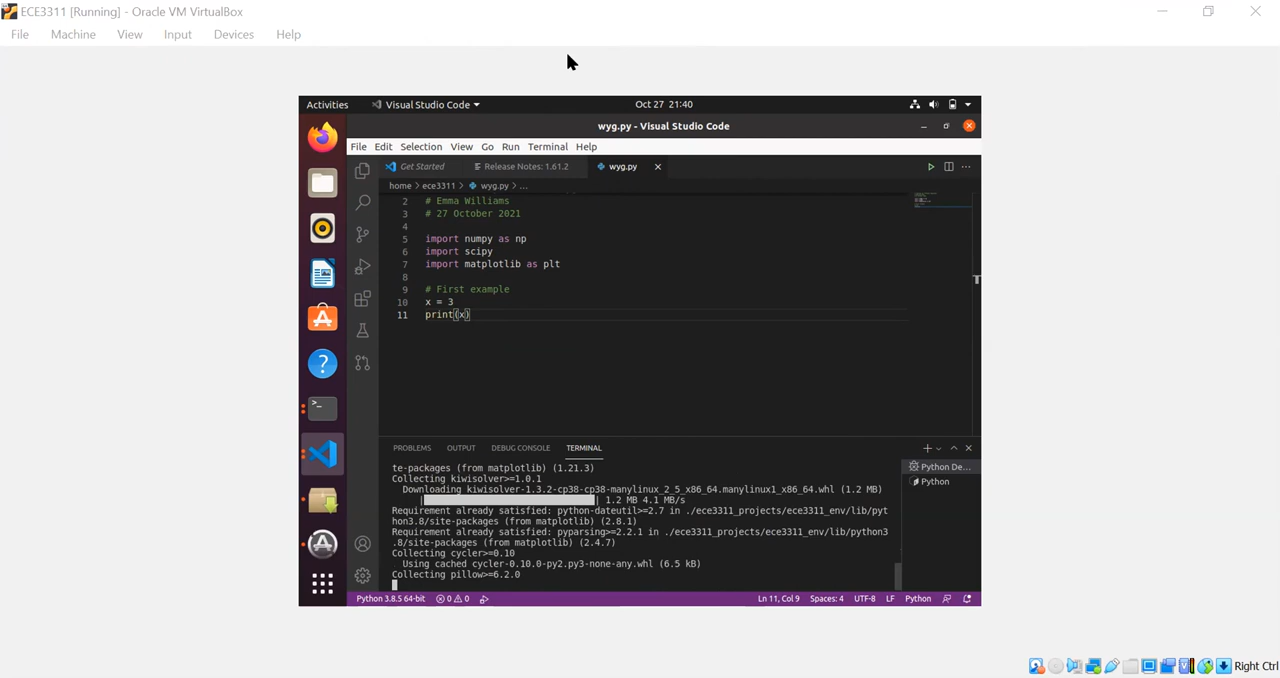 ECE3311 [Running] - Oracle VM VirtualBox
File Machine View Input Devices Help
Activities Visual Studio Code Oct 27 21:40
wyg.py - Visual Studio Code
File Edit Selection View Go Run Terminal Help
Get Started Release Notes: 1.61.2 wyg.py
home > ece3311 > wyg.py > ...
2 # Emma Williams
3 # 27 October 2021
4
5 import numpy as np
6 import scipy
7 import matplotlib as plt
8
9 # First example
10 x = 3
11 print(x)
PROBLEMS OUTPUT DEBUG CONSOLE TERMINAL
Python De...
Python
te-packages (from matplotlib) (1.21.3)
Collecting kiwisolver>=1.0.1
Downloading kiwisolver-1.3.2-cp38-cp38-manylinux_2_5_x86_64.manylinux1_x86_64.whl (1.2 MB)
| | 1.2 MB 4.1 MB/s
Requirement already satisfied: python-dateutil>=2.7 in ./ece3311_projects/ece3311_env/lib/pyt
hon3.8/site-packages (from matplotlib) (2.8.1)
Requirement already satisfied: pyparsing>=2.2.1 in ./ece3311_projects/ece3311_env/lib/python3
.8/site-packages (from matplotlib) (2.4.7)
Collecting cycler>=0.10
Using cached cycler-0.10.0-py2.py3-none-any.whl (6.5 kB)
Collecting pillow>=6.2.0
Python 3.8.5 64-bit 0 0 Ln 11, Col 9 Spaces: 4 UTF-8 LF Python
Right Ctrl